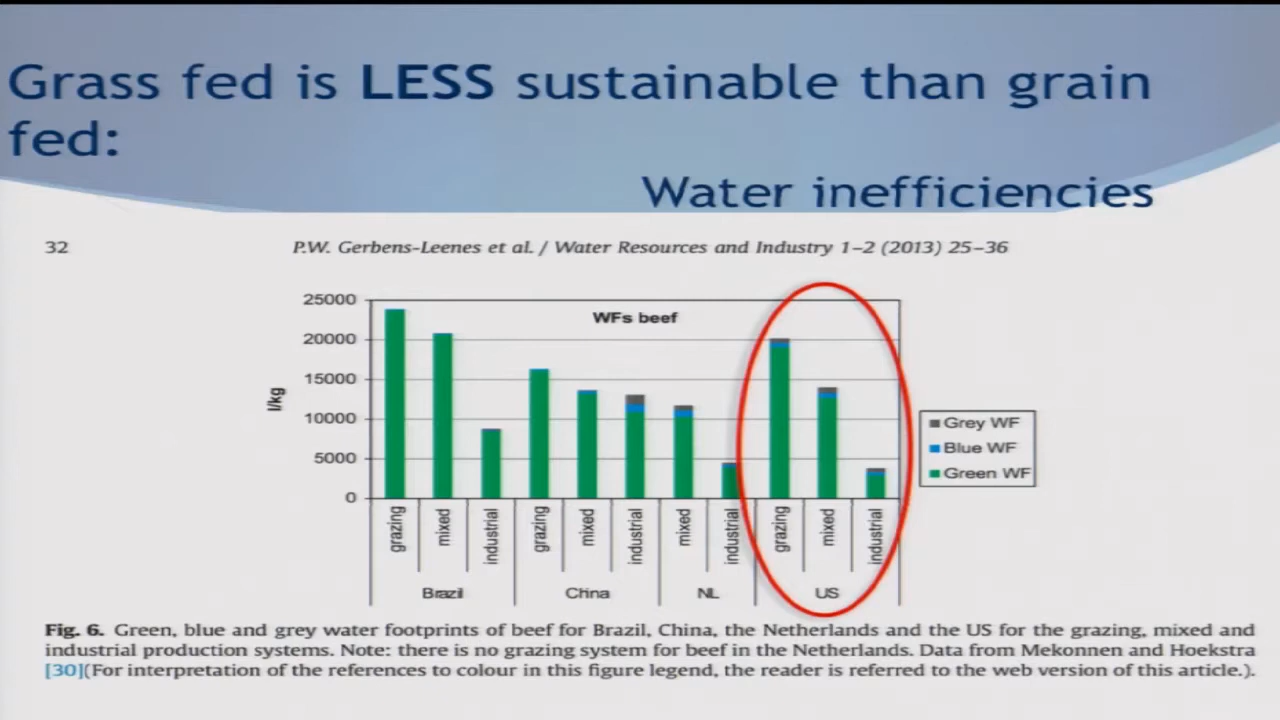 Grass fed is LESS sustainable than grain
fed:
Water inefficiencies
32
P.W. Gerbens-Leenes et al. / Water Resources and Industry 1–2 (2013) 25–36
WFs beef
25000
20000
15000
10000
5000
0
l/kg
grazing
mixed
industrial
grazing
mixed
industrial
mixed
industrial
grazing
mixed
industrial
Brazil
China
NL
US
Grey WF
Blue WF
Green WF
Fig. 6. Green, blue and grey water footprints of beef for Brazil, China, the Netherlands and the US for the grazing, mixed and
industrial production systems. Note: there is no grazing system for beef in the Netherlands. Data from Mekonnen and Hoekstra
[30](For interpretation of the references to colour in this figure legend, the reader is referred to the web version of this article.).